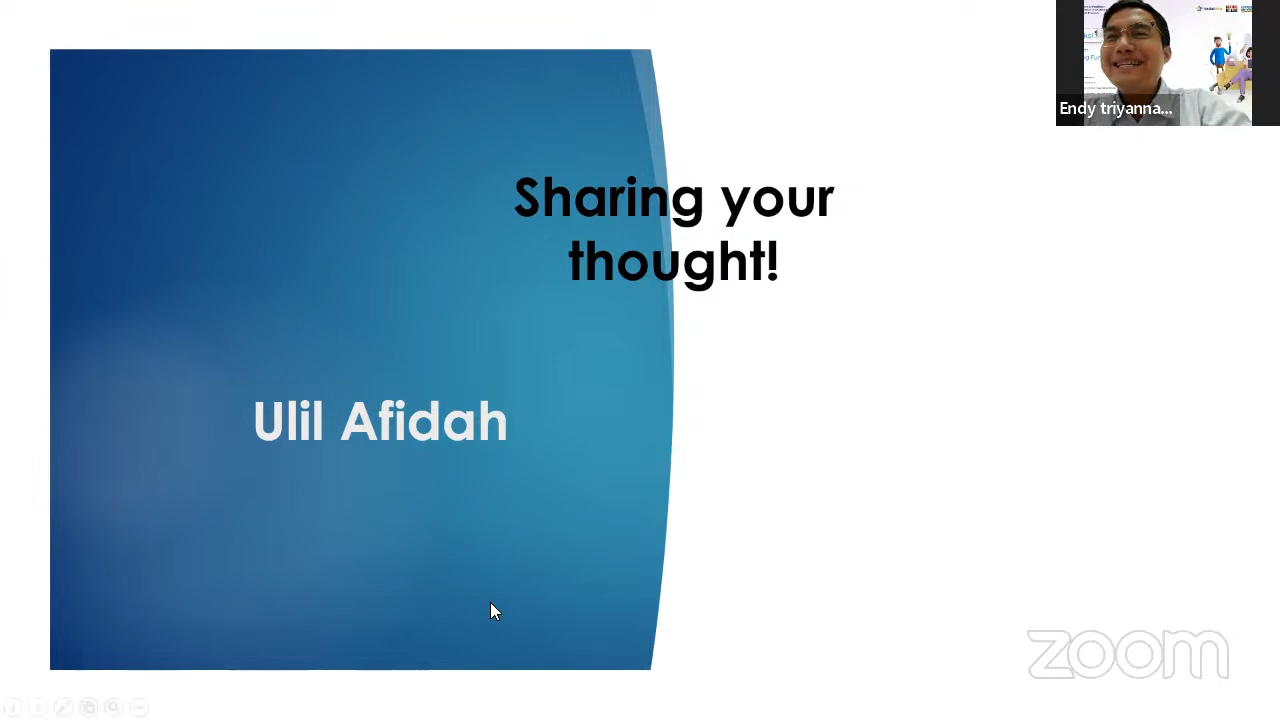 Endy triyanna...
Sharing your
thought!
Ulil Afidah
zoom